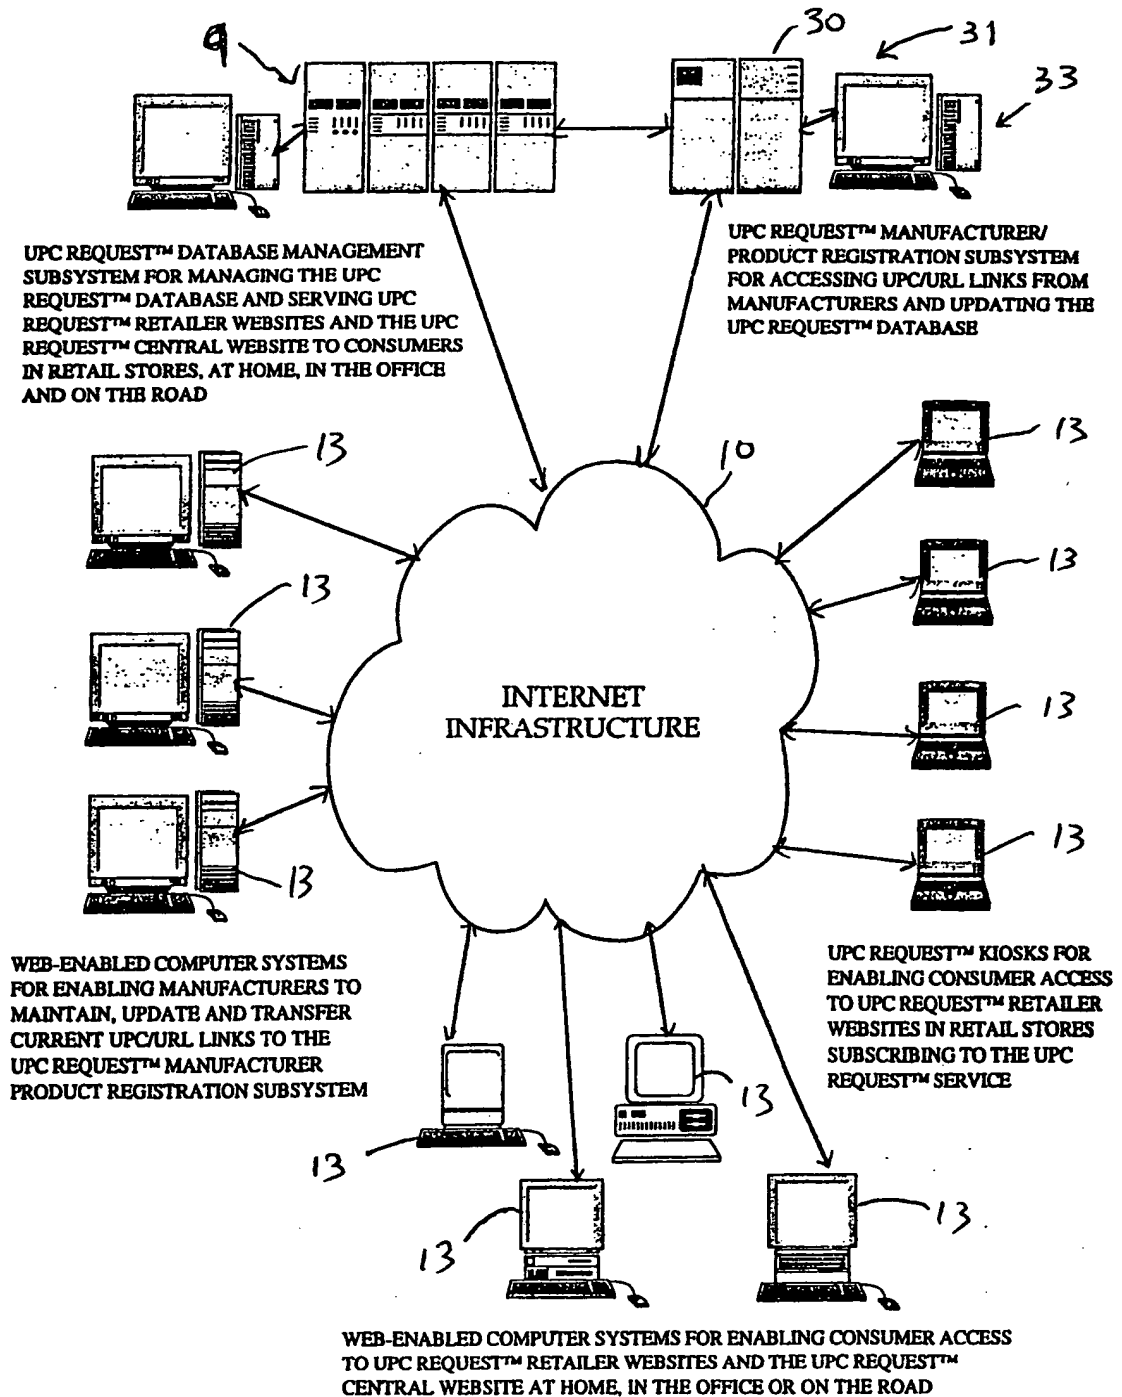 9
30
31
33
UPC REQUEST™ DATABASE MANAGEMENT
SUBSYSTEM FOR MANAGING THE UPC
REQUEST™ DATABASE AND SERVING UPC
REQUEST™ RETAILER WEBSITES AND THE UPC
REQUEST™ CENTRAL WEBSITE TO CONSUMERS
IN RETAIL STORES, AT HOME, IN THE OFFICE
AND ON THE ROAD
UPC REQUEST™ MANUFACTURER/
PRODUCT REGISTRATION SUBSYSTEM
FOR ACCESSING UPC/URL LINKS FROM
MANUFACTURERS AND UPDATING THE
UPC REQUEST™ DATABASE
13
13
13
10
13
13
13
13
INTERNET
INFRASTRUCTURE
WEB-ENABLED COMPUTER SYSTEMS
FOR ENABLING MANUFACTURERS TO
MAINTAIN, UPDATE AND TRANSFER
CURRENT UPC/URL LINKS TO THE
UPC REQUEST™ MANUFACTURER
PRODUCT REGISTRATION SUBSYSTEM
UPC REQUEST™ KIOSKS FOR
ENABLING CONSUMER ACCESS
TO UPC REQUEST™ RETAILER
WEBSITES IN RETAIL STORES
SUBSCRIBING TO THE UPC
REQUEST™ SERVICE
13
13
13
13
WEB-ENABLED COMPUTER SYSTEMS FOR ENABLING CONSUMER ACCESS
TO UPC REQUEST™ RETAILER WEBSITES AND THE UPC REQUEST™
CENTRAL WEBSITE AT HOME, IN THE OFFICE OR ON THE ROAD